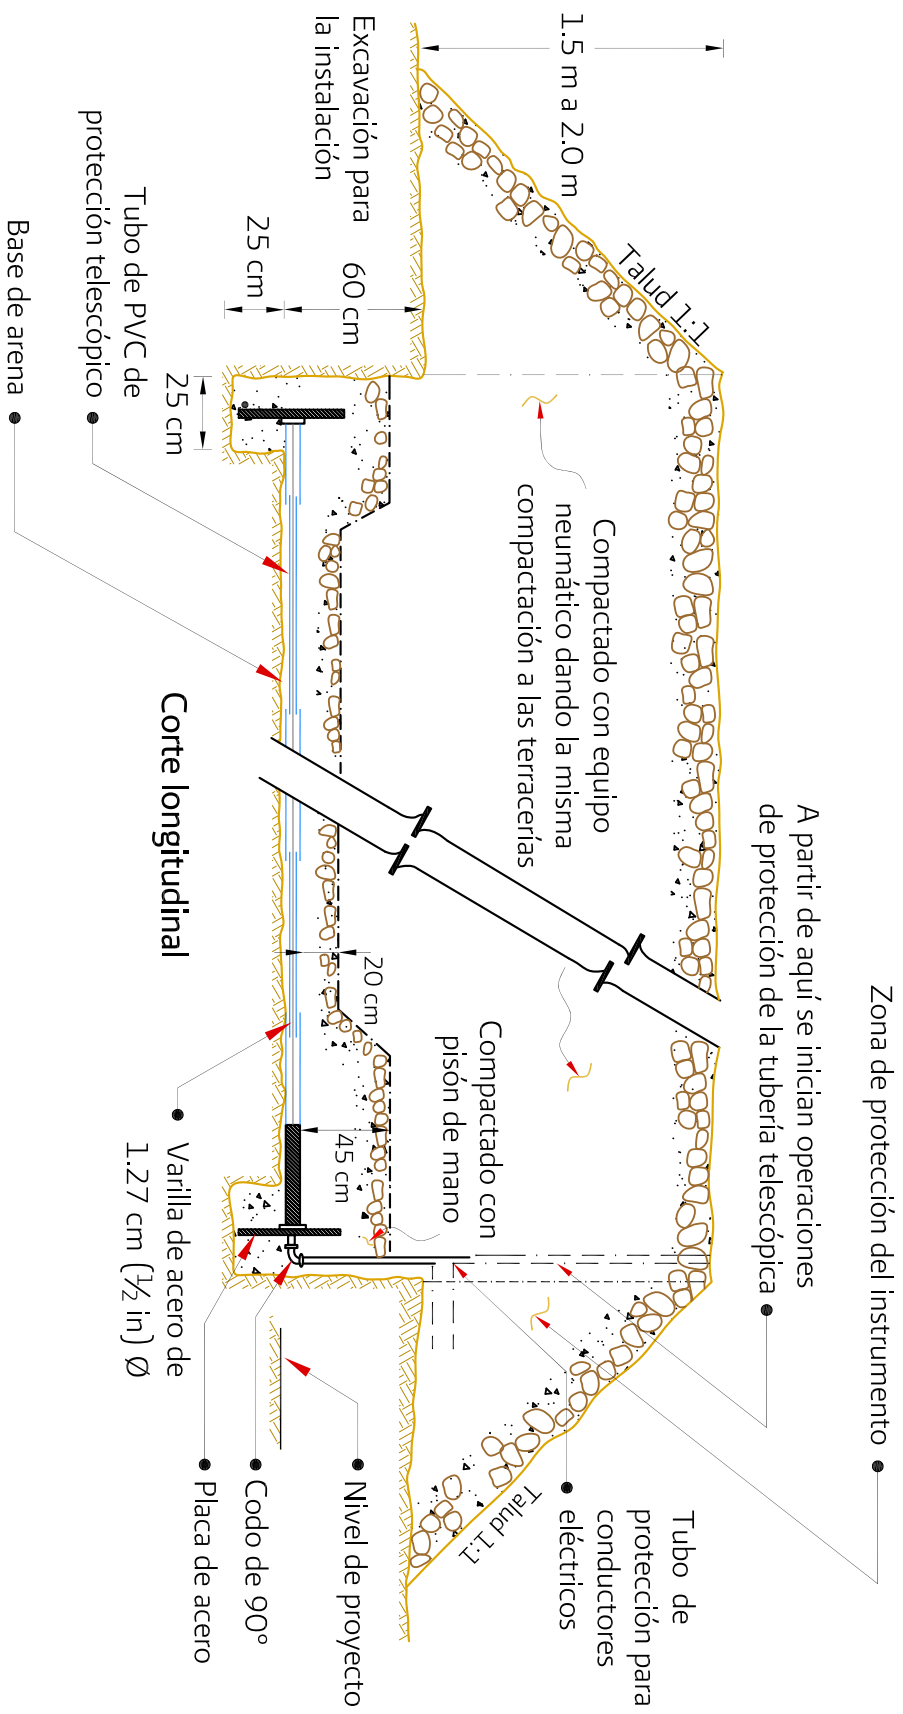 Zona de protección del instrumento
A partir de aquí se inician operaciones
de protección de la tubería telescópica
1.5 m a 2.0 m
Talud 1:1
Talud 1:1
Tubo de
protección para
conductores
eléctricos
Compactado con equipo
neumático dando la misma
compactación a las terracerías
Compactado con
pisón de mano
Excavación para
la instalación
60 cm
25 cm
25 cm
20 cm
45 cm
Nivel de proyecto
Codo de 90°
Placa de acero
Varilla de acero de
1.27 cm (½ in) Ø
Tubo de PVC de
protección telescópico
Base de arena
Corte longitudinal